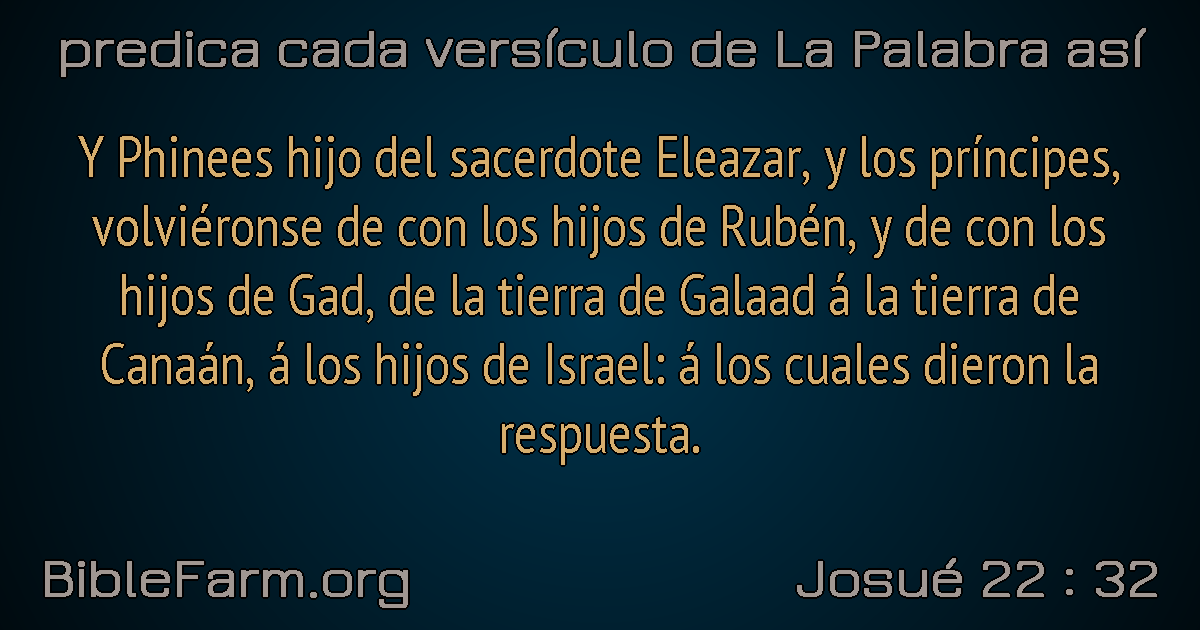 predica cada versículo de La Palabra así
Y Phinees hijo del sacerdote Eleazar, y los príncipes,
volviéronse de con los hijos de Rubén, y de con los
hijos de Gad, de la tierra de Galaad á la tierra de
Canaán, á los hijos de Israel: á los cuales dieron la
respuesta.
BibleFarm.org
Josué 22 : 32